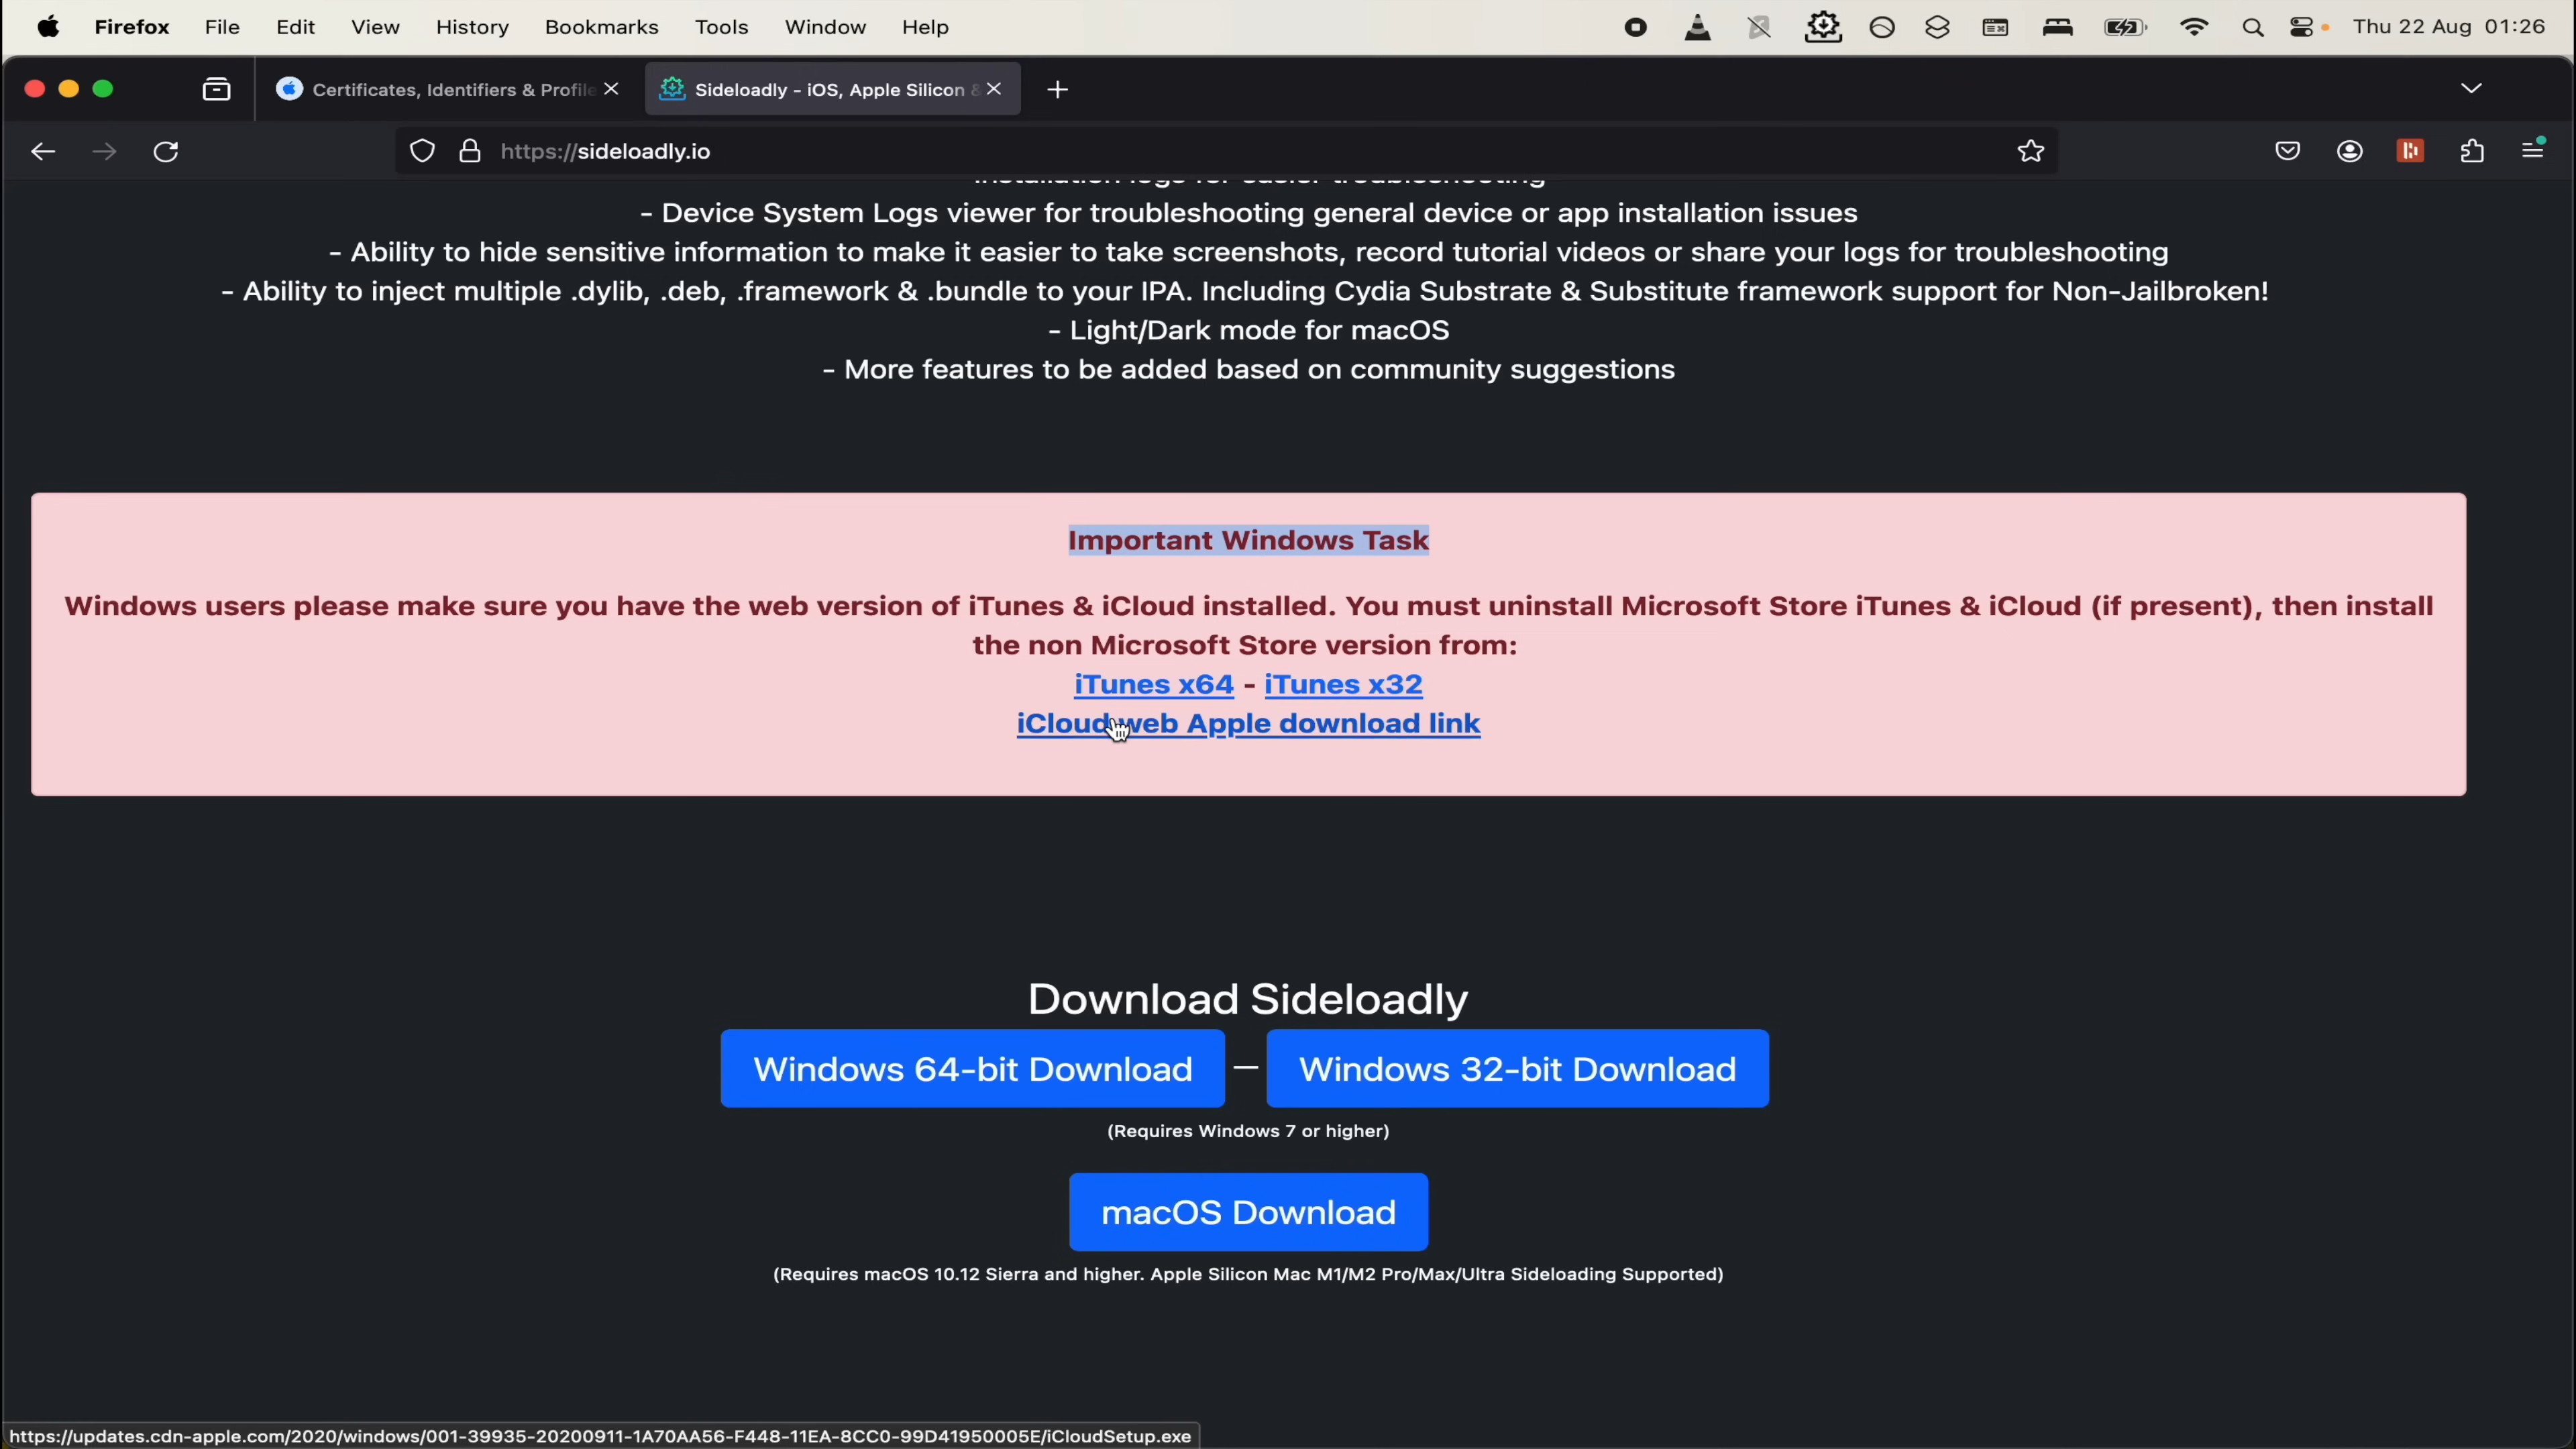 Firefox File Edit View History Bookmarks Tools Window Help Thu 22 Aug 01:26
Certificates, Identifiers & Profile Sideloadly - iOS, Apple Silicon &
https://sideloadly.io
Installation logs for easier troubleshooting
- Device System Logs viewer for troubleshooting general device or app installation issues
- Ability to hide sensitive information to make it easier to take screenshots, record tutorial videos or share your logs for troubleshooting
- Ability to inject multiple .dylib, .deb, .framework & .bundle to your IPA. Including Cydia Substrate & Substitute framework support for Non-Jailbroken!
- Light/Dark mode for macOS
- More features to be added based on community suggestions
Important Windows Task
Windows users please make sure you have the web version of iTunes & iCloud installed. You must uninstall Microsoft Store iTunes & iCloud (if present), then install
the non Microsoft Store version from:
iTunes x64 - iTunes x32
iCloud web Apple download link
Download Sideloadly
Windows 64-bit Download — Windows 32-bit Download
(Requires Windows 7 or higher)
macOS Download
(Requires macOS 10.12 Sierra and higher. Apple Silicon Mac M1/M2 Pro/Max/Ultra Sideloading Supported)
https://updates.cdn-apple.com/2020/windows/001-39935-20200911-1A70AA56-F448-11EA-8CC0-99D41950005E/iCloudSetup.exe